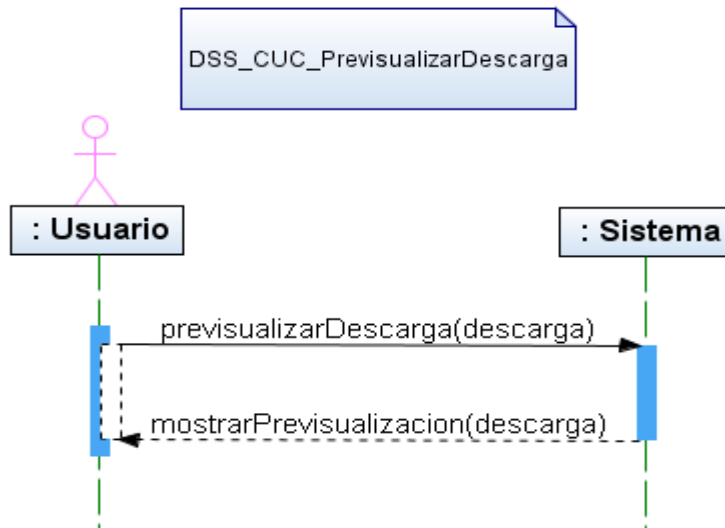 DSS_CUC_PrevisualizarDescarga
: Usuario
: Sistema
previsualizarDescarga(descarga)
mostrarPrevisualizacion(descarga)